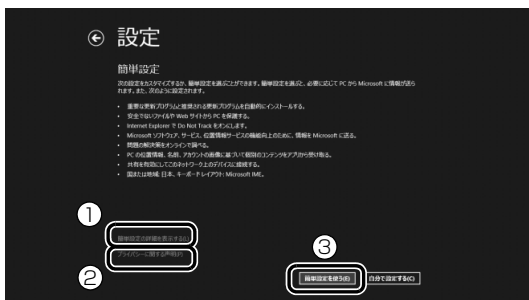 設定
簡単設定
次の設定をカスタマイズするか、簡単設定を選ぶことができます。簡単設定を選ぶと、必要に応じて PC から Microsoft に情報が送ら
れます。また、次のように設定されます。
• 重要な更新プログラムと推奨される更新プログラムを自動的にインストールする。
• 安全でないファイルや Web サイトから PC を保護する。
• Internet Explorer で Do Not Track をオンにします。
• Microsoft ソフトウェア、サービス、位置情報サービスの機能向上のために、情報を Microsoft に送る。
• 問題の解決策をオンラインで調べる。
• PC の位置情報、名前、アカウントの画像に基づいて個別のコンテンツをアプリから受け取る。
• 共有を有効にしてこのネットワーク上のデバイスに接続する。
• 国または地域: 日本、キーボード レイアウト: Microsoft IME。
①
簡単設定の詳細を表示する(L)
プライバシーに関する声明(P)
②
③
簡単設定を使う(E)
自分で設定する(C)